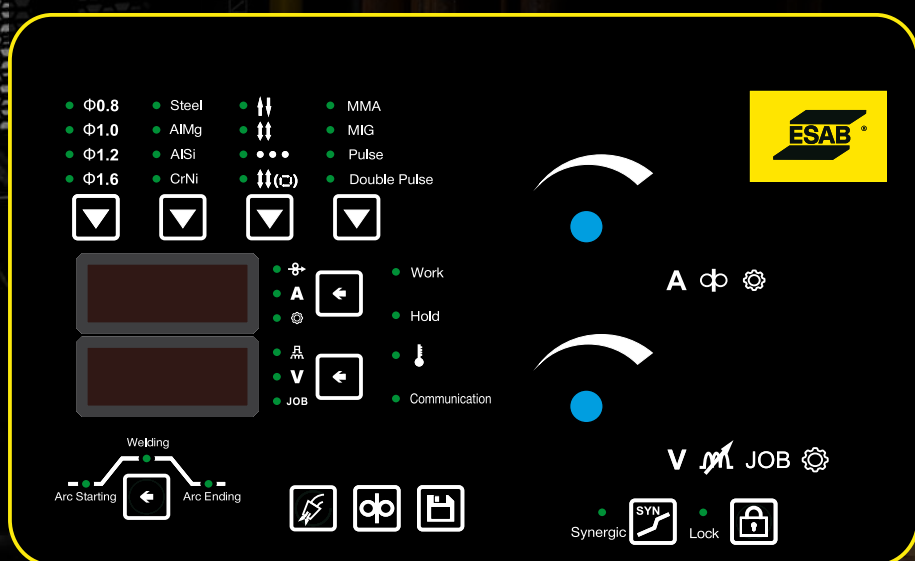 Φ0.8 Steel MMA
Φ1.0 AlMg MIG
Φ1.2 AlSi Pulse
Φ1.6 CrNi Double Pulse
ESAB ®
Work
A
Hold
A
V
JOB
Communication
V JOB
Welding
Arc Starting
Arc Ending
SYN
Synergic
Lock